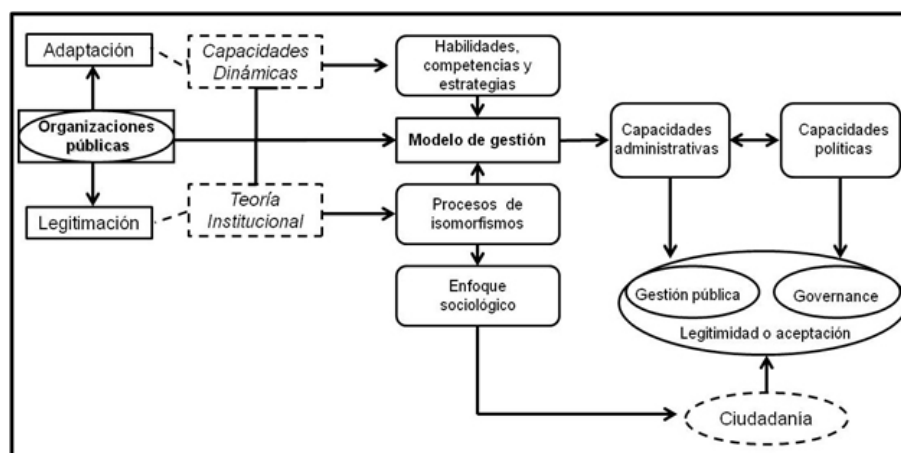 Adaptación
Capacidades
Dinámicas
Habilidades,
competencias y
estrategias
Organizaciones
públicas
Modelo de gestión
Capacidades
administrativas
Capacidades
políticas
Legitimación
Teoría
Institucional
Procesos de
isomorfismos
Enfoque
sociológico
Gestión pública
Governance
Legitimidad o aceptación
Ciudadanía